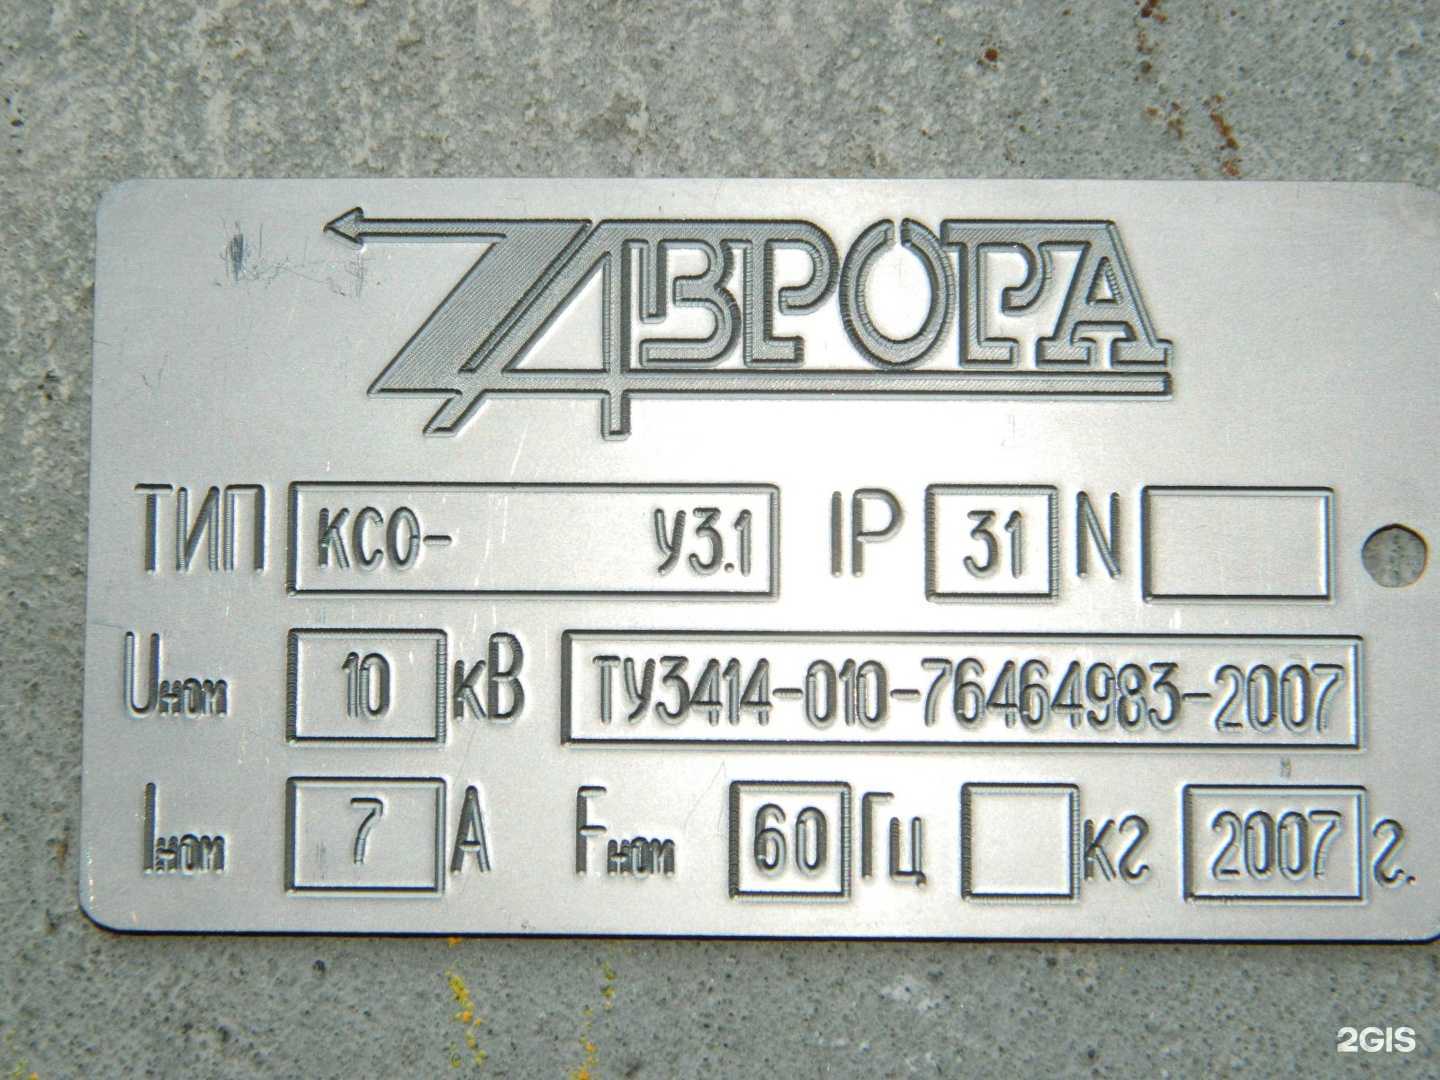 АВРОРА
ТИП КСО- У3.1 IP 31 N
Uном 10 кВ ТУ3414-010-76464983-2007
Iном 7 А Fном 60 Гц кг 2007 г.
2GIS